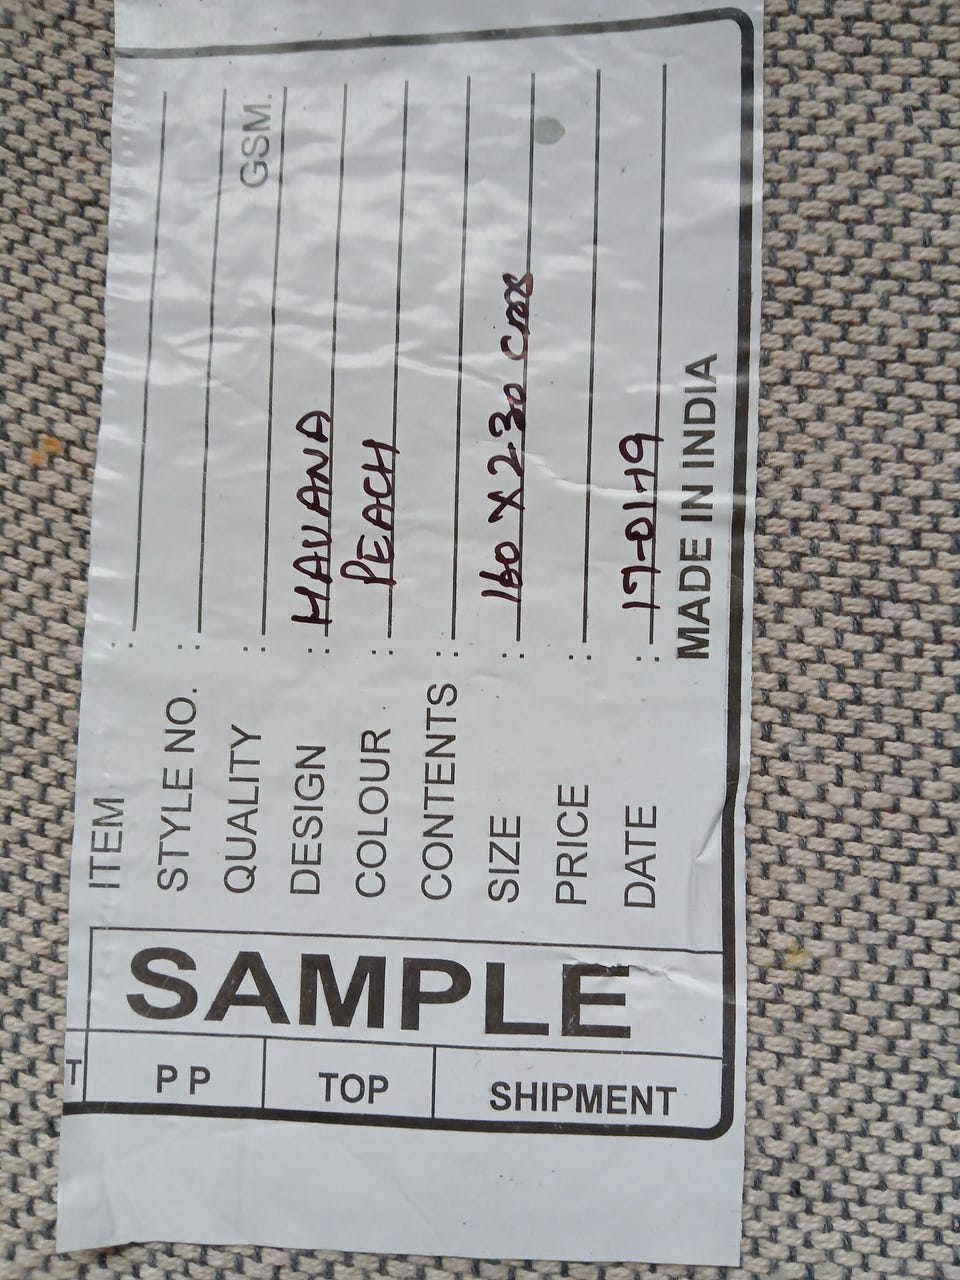 T
P P
TOP
SHIPMENT
SAMPLE
ITEM :
STYLE NO. :
QUALITY : GSM.
DESIGN : HAVANA
COLOUR : PEACH
CONTENTS :
SIZE : 160 X 230 cms
PRICE :
DATE : 17-01-19
MADE IN INDIA